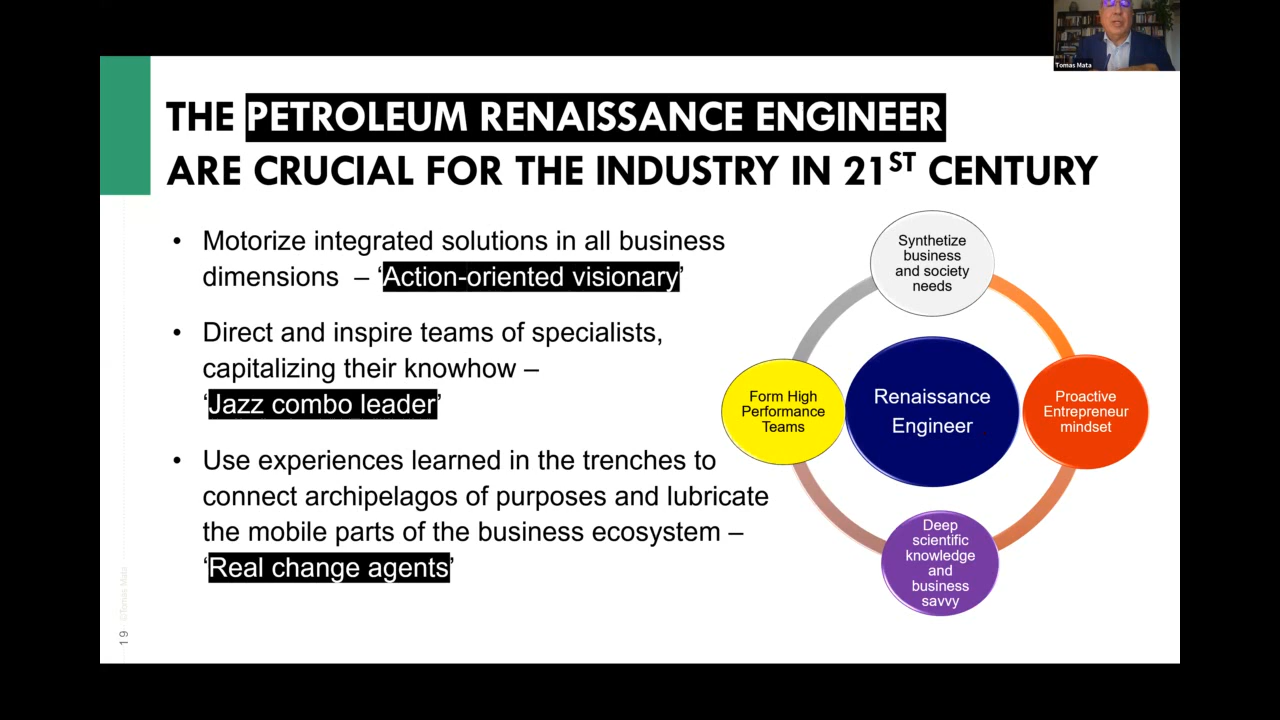 Tomas Mata
THE PETROLEUM RENAISSANCE ENGINEER
ARE CRUCIAL FOR THE INDUSTRY IN 21ST CENTURY
• Motorize integrated solutions in all business
dimensions – ‘Action-oriented visionary’
• Direct and inspire teams of specialists,
capitalizing their knowhow –
‘Jazz combo leader’
• Use experiences learned in the trenches to
connect archipelagos of purposes and lubricate
the mobile parts of the business ecosystem –
‘Real change agents’
Synthetize
business
and society
needs
Form High
Performance
Teams
Renaissance
Engineer
Proactive
Entrepreneur
mindset
Deep
scientific
knowledge
and
business
savvy
©Tomas Mata
19